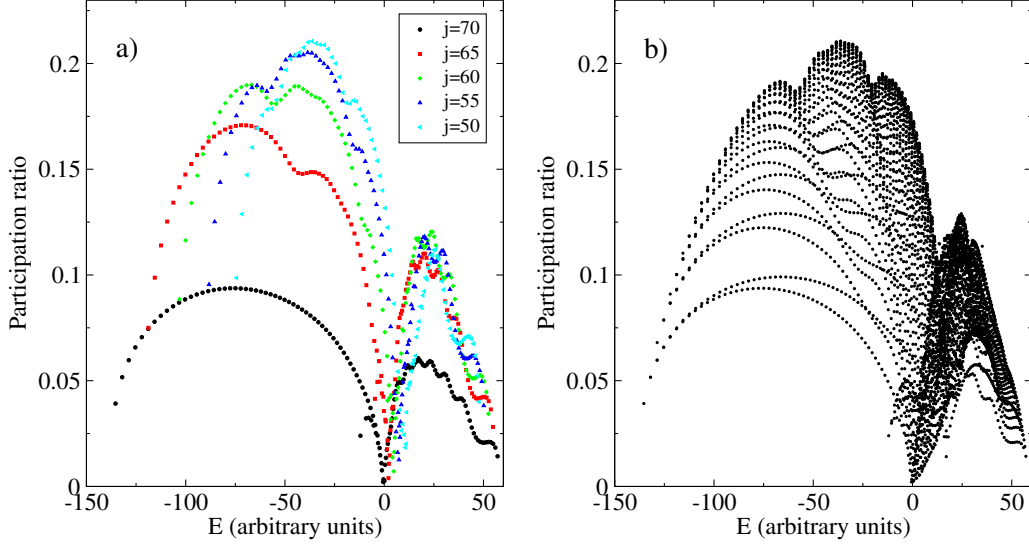 a)
j=70
j=65
j=60
j=55
j=50
Participation ratio
0.2
0.15
0.1
0.05
0
-150
-100
-50
0
50
E (arbitrary units)
b)
Participation ratio
0.2
0.15
0.1
0.05
0
-150
-100
-50
0
50
E (arbitrary units)